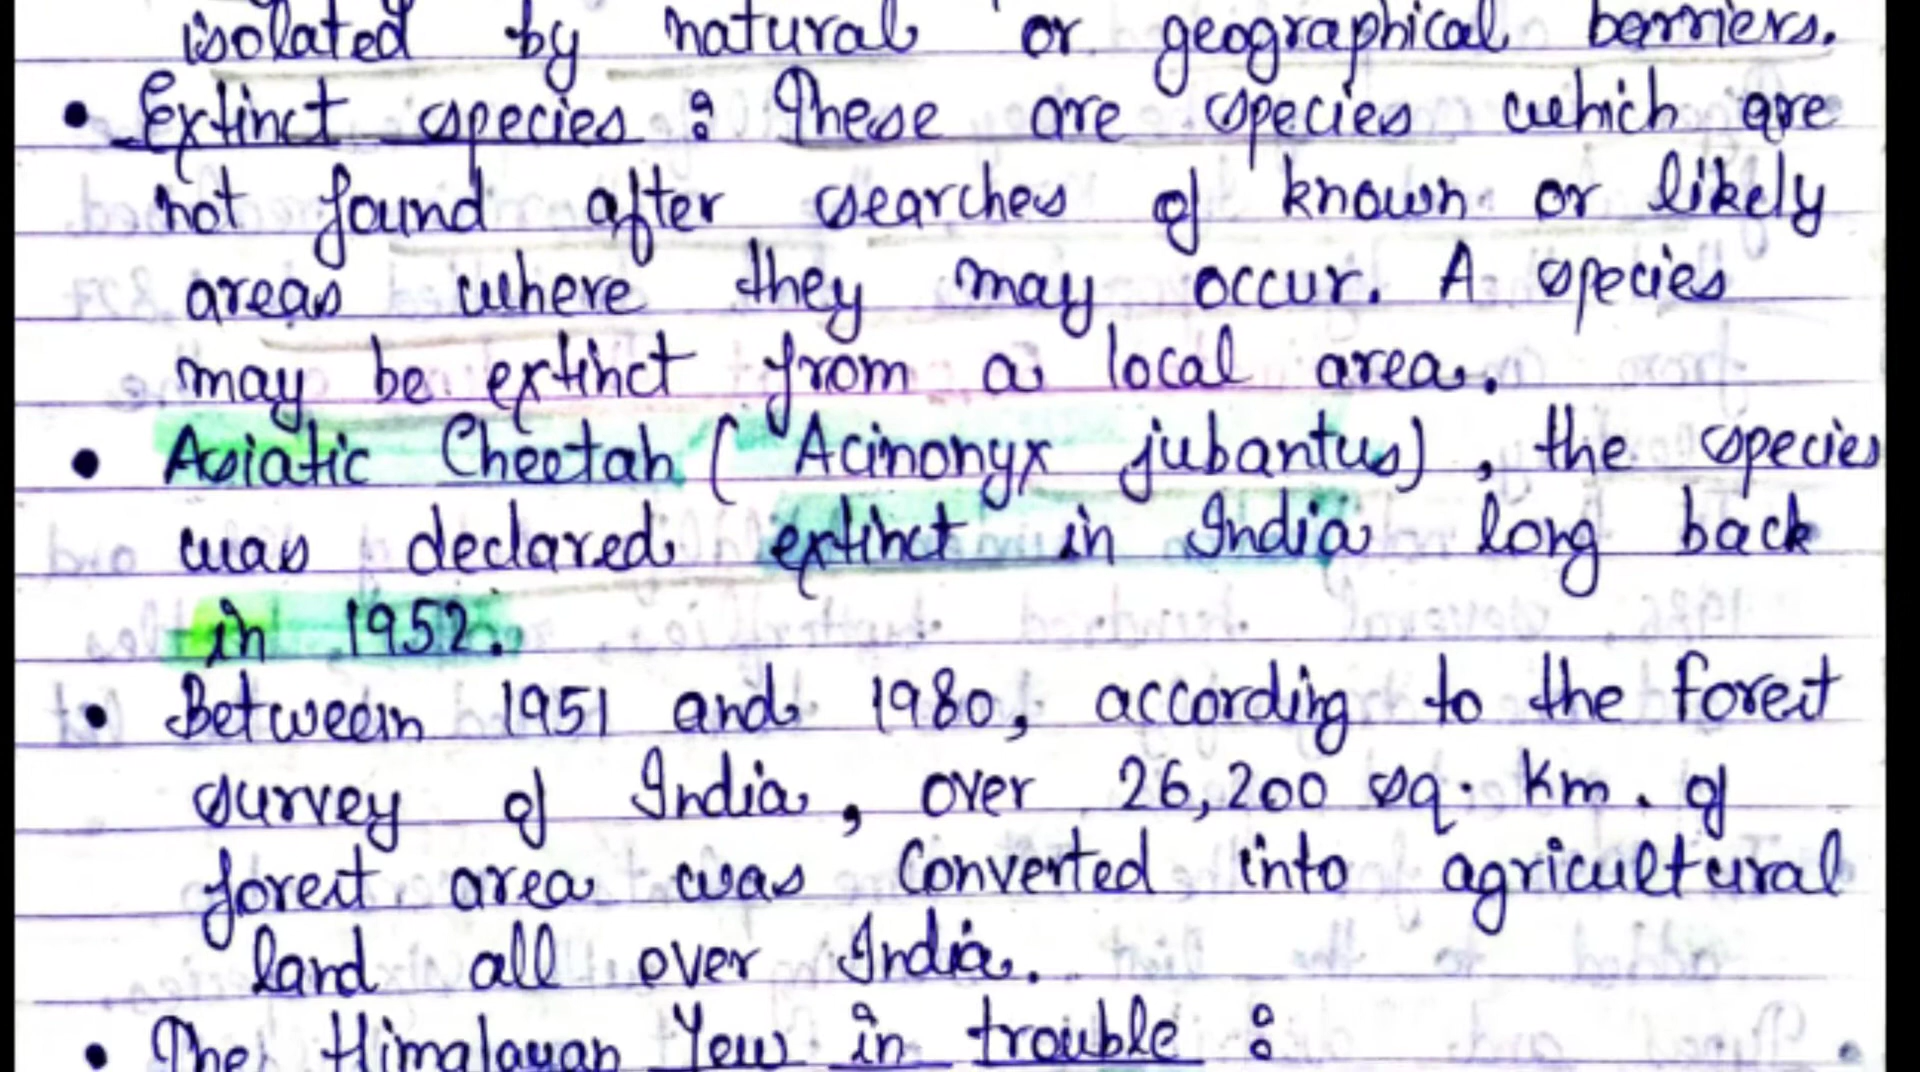 isolated by natural or geographical barriers.
• Extinct species : These are species which are
not found after searches of known or likely
areas where they may occur. A species
may be extinct from a local area.
• Asiatic Cheetah ( Acinonyx jubantus) , the species
was declared extinct in India long back
in 1952.
• Between 1951 and 1980, according to the forest
survey of India, over 26,200 sq. km. of
forest area was converted into agricultural
land all over India.
• The Himalayan Yew in trouble :